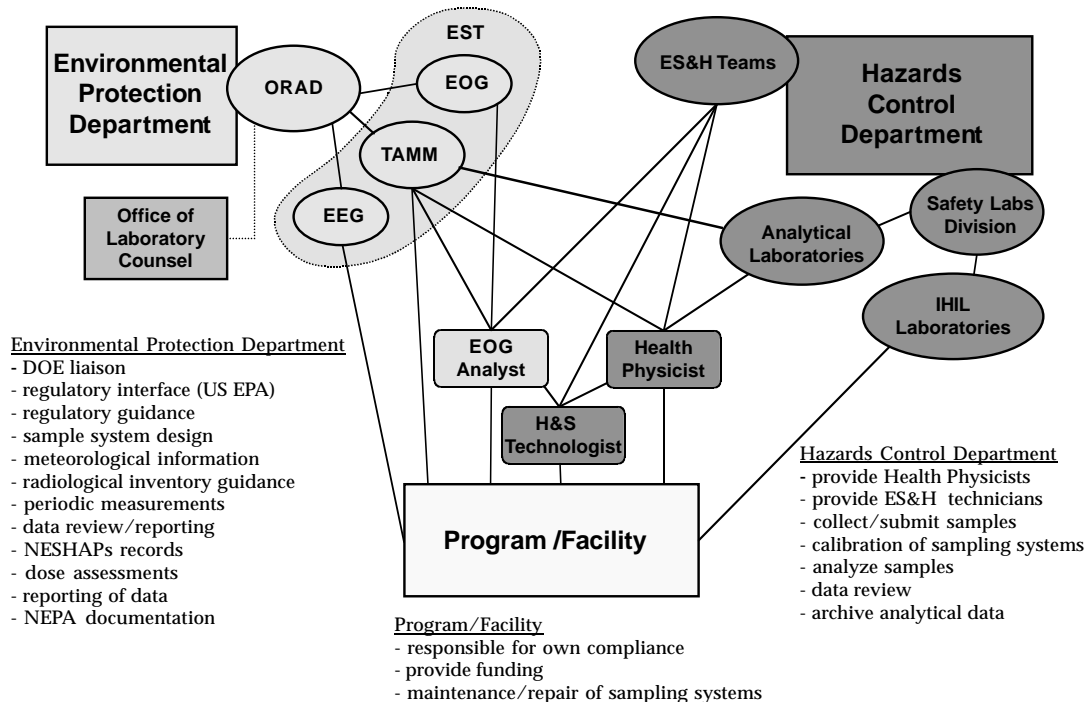 Environmental
Protection
Department
ORAD
EST
EOG
TAMM
EEG
ES&H Teams
Hazards
Control
Department
Office of
Laboratory
Counsel
Analytical
Laboratories
Safety Labs
Division
IHIL
Laboratories
EOG
Analyst
Health
Physicist
H&S
Technologist
Program /Facility
Environmental Protection Department
- DOE liaison
- regulatory interface (US EPA)
- regulatory guidance
- sample system design
- meteorological information
- radiological inventory guidance
- periodic measurements
- data review/reporting
- NESHAPs records
- dose assessments
- reporting of data
- NEPA documentation
Program/Facility
- responsible for own compliance
- provide funding
- maintenance/repair of sampling systems
Hazards Control Department
- provide Health Physicists
- provide ES&H technicians
- collect/submit samples
- calibration of sampling systems
- analyze samples
- data review
- archive analytical data